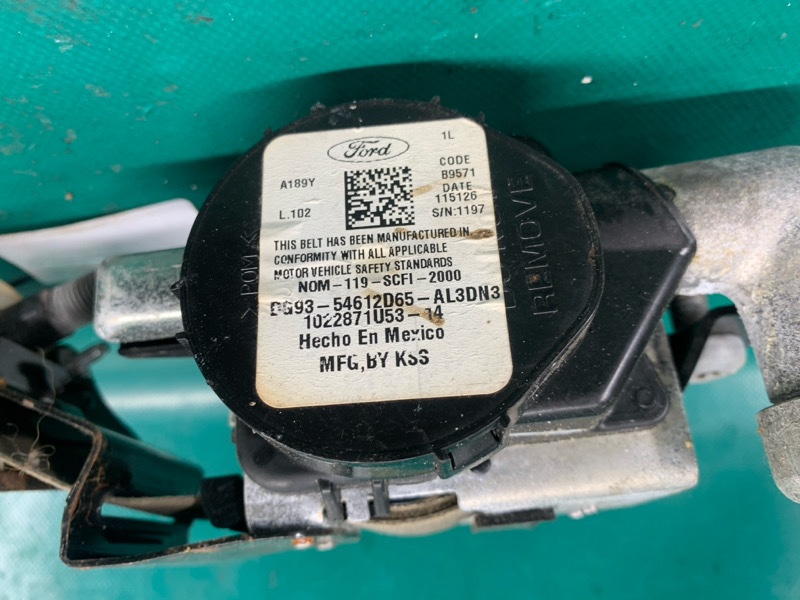 Ford
1L
A189Y
CODE
B9571
DATE
115126
L.1D2
S/N:1197
THIS BELT HAS BEEN MANUFACTURED IN
CONFORMITY WITH ALL APPLICABLE
MOTOR VEHICLE SAFETY STANDARDS
NOM-119-SCFI-2000
DG93-54612D65-AL3DN3
1022871U53-14
Hecho En Mexico
MFG,BY KSS
>POM-K<
REMOVE